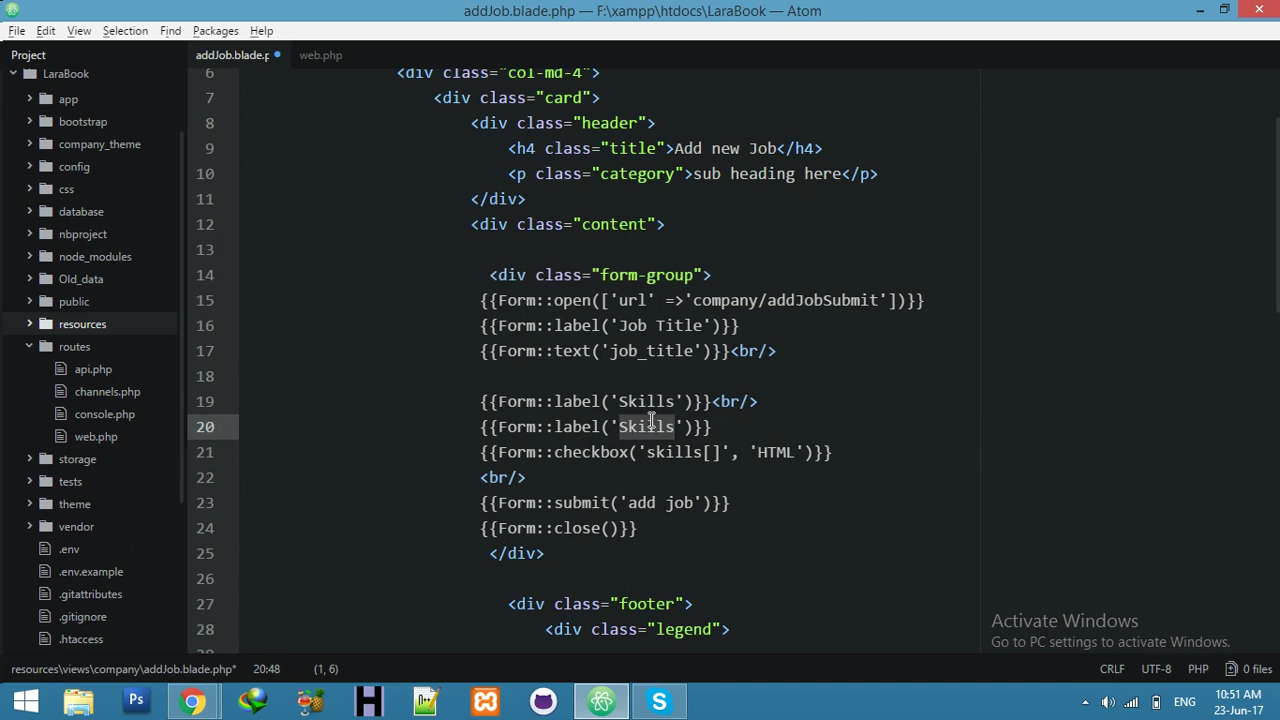 addJob.blade.php — F:\xampp\htdocs\LaraBook — Atom
File Edit View Selection Find Packages Help
Project
addJob.blade.p
web.php
LaraBook
app
bootstrap
company_theme
config
css
database
nbproject
node_modules
Old_data
public
resources
routes
api.php
channels.php
console.php
web.php
storage
tests
theme
vendor
.env
.env.example
.gitattributes
.gitignore
.htaccess
6 <div class="col-md-4">
7 <div class="card">
8 <div class="header">
9 <h4 class="title">Add new Job</h4>
10 <p class="category">sub heading here</p>
11 </div>
12 <div class="content">
13
14 <div class="form-group">
15 {{Form::open(['url' =>'company/addJobSubmit'])}}
16 {{Form::label('Job Title')}}
17 {{Form::text('job_title')}}<br/>
18
19 {{Form::label('Skills')}}<br/>
20 {{Form::label('Skills')}}
21 {{Form::checkbox('skills[]', 'HTML')}}
22 <br/>
23 {{Form::submit('add job')}}
24 {{Form::close()}}
25 </div>
26
27 <div class="footer">
28 <div class="legend">
Activate Windows
Go to PC settings to activate Windows.
resources\views\company\addJob.blade.php* 20:48 (1, 6) CRLF UTF-8 PHP 0 files
Ps
H
S
ENG
10:51 AM
23-Jun-17